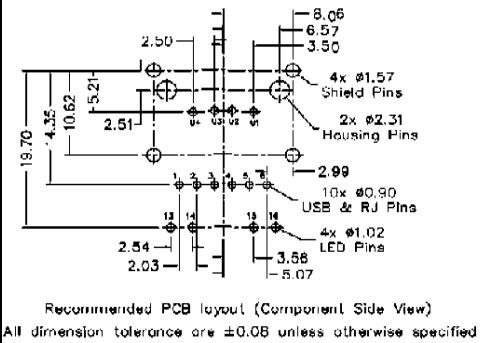 8.06
6.57
2.50
3.50
4x ø1.57
Shield Pins
5.21
U4 U3 U2 U1
2.51
2x ø2.31
Housing Pins
10.62
14.35
19.70
2.99
1 2 3 4 5 6
10x ø0.90
USB & RJ Pins
13 14 15 16
4x ø1.02
LED Pins
2.54
3.58
2.03
5.07
Recommended PCB layout (Component Side View)
All dimension tolerance are ±0.08 unless otherwise specified